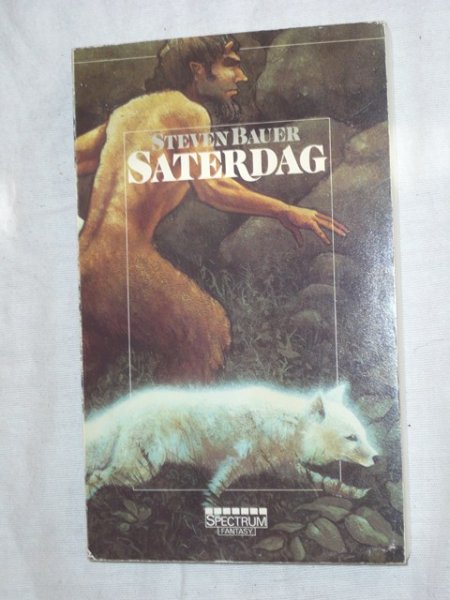 STEVEN BAUER
SATERDAG
SPECTRUM
FANTASY